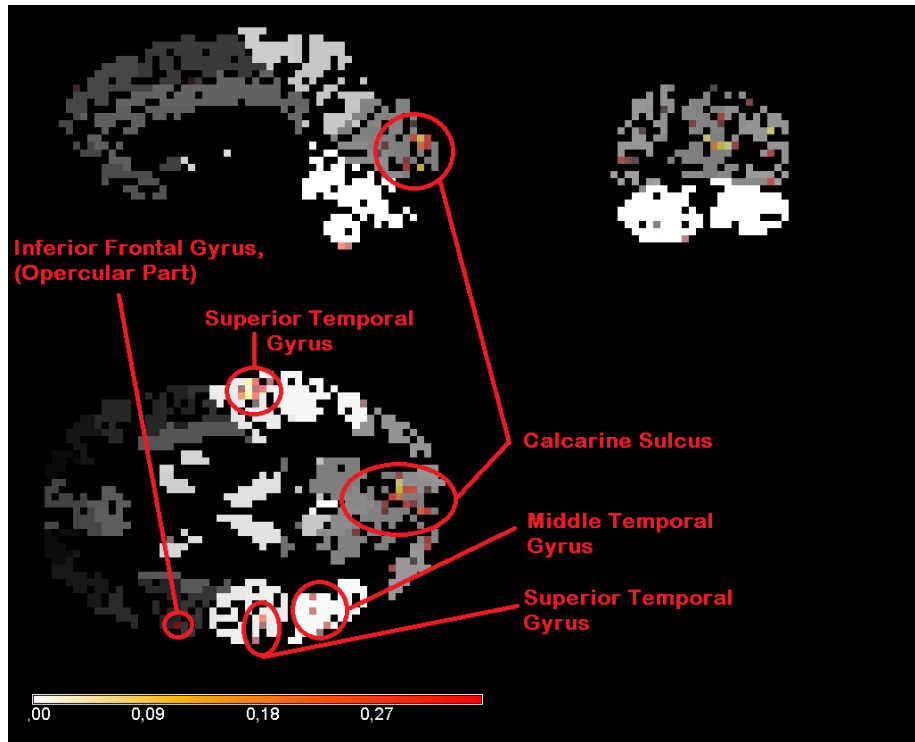 Inferior Frontal Gyrus,
(Opercular Part)
Superior Temporal
Gyrus
Calcarine Sulcus
Middle Temporal
Gyrus
Superior Temporal
Gyrus
,00 0,09 0,18 0,27